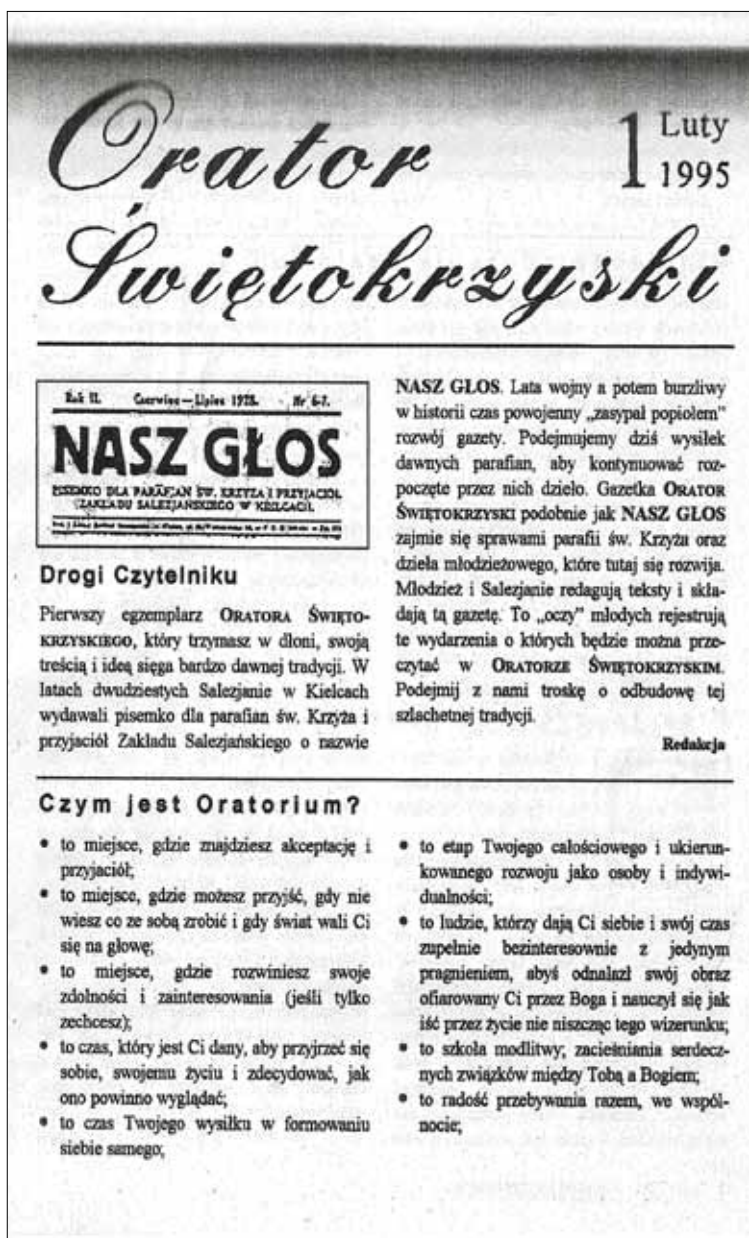 Orator
Świętokrzyski
1 Luty
1995
Rok II. Czerwiec—Lipiec 1928. Nr 6-7.
NASZ GŁOS
PISEMKO DLA PARAFJAN ŚW. KRZYŻA I PRZYJACIÓŁ
ZAKŁADU SALEZJAŃSKIEGO W KIELCACH.
Drogi Czytelniku
Pierwszy egzemplarz ORATORA ŚWIĘTO-
KRZYSKIEGO, który trzymasz w dłoni, swoją
treścią i ideą sięga bardzo dawnej tradycji. W
latach dwudziestych Salezjanie w Kielcach
wydawali pisemko dla parafian św. Krzyża i
przyjaciół Zakładu Salezjańskiego o nazwie
NASZ GŁOS. Lata wojny a potem burzliwy
w historii czas powojenny „zasypał popiołem”
rozwój gazety. Podejmujemy dziś wysiłek
dawnych parafian, aby kontynuować roz-
poczęte przez nich dzieło. Gazetka ORATOR
ŚWIĘTOKRZYSKI podobnie jak NASZ GŁOS
zajmie się sprawami parafii św. Krzyża oraz
dzieła młodzieżowego, które tutaj się rozwija.
Młodzież i Salezjanie redagują teksty i skła-
dają tą gazetę. To „oczy” młodych rejestrują
te wydarzenia o których będzie można prze-
czytać w ORATORZE ŚWIĘTOKRZYSKIM.
Podejmij z nami troskę o odbudowę tej
szlachetnej tradycji.
Redakcja
Czym jest Oratorium?
• to miejsce, gdzie znajdziesz akceptację i
przyjaciół;
• to miejsce, gdzie możesz przyjść, gdy nie
wiesz co ze sobą zrobić i gdy świat wali Ci
się na głowę;
• to miejsce, gdzie rozwiniesz swoje
zdolności i zainteresowania (jeśli tylko
zechcesz);
• to czas, który jest Ci dany, aby przyjrzeć się
sobie, swojemu życiu i zdecydować, jak
ono powinno wyglądać;
• to czas Twojego wysiłku w formowaniu
siebie samego;
• to etap Twojego całościowego i ukierun-
kowanego rozwoju jako osoby i indywi-
dualności;
• to ludzie, którzy dają Ci siebie i swój czas
zupełnie bezinteresownie z jedynym
pragnieniem, abyś odnalazł swój obraz
ofiarowany Ci przez Boga i nauczył się jak
iść przez życie nie niszcząc tego wizerunku;
• to szkoła modlitwy; zacieśniania serdecz-
nych związków między Tobą a Bogiem;
• to radość przebywania razem, we wspól-
nocie;